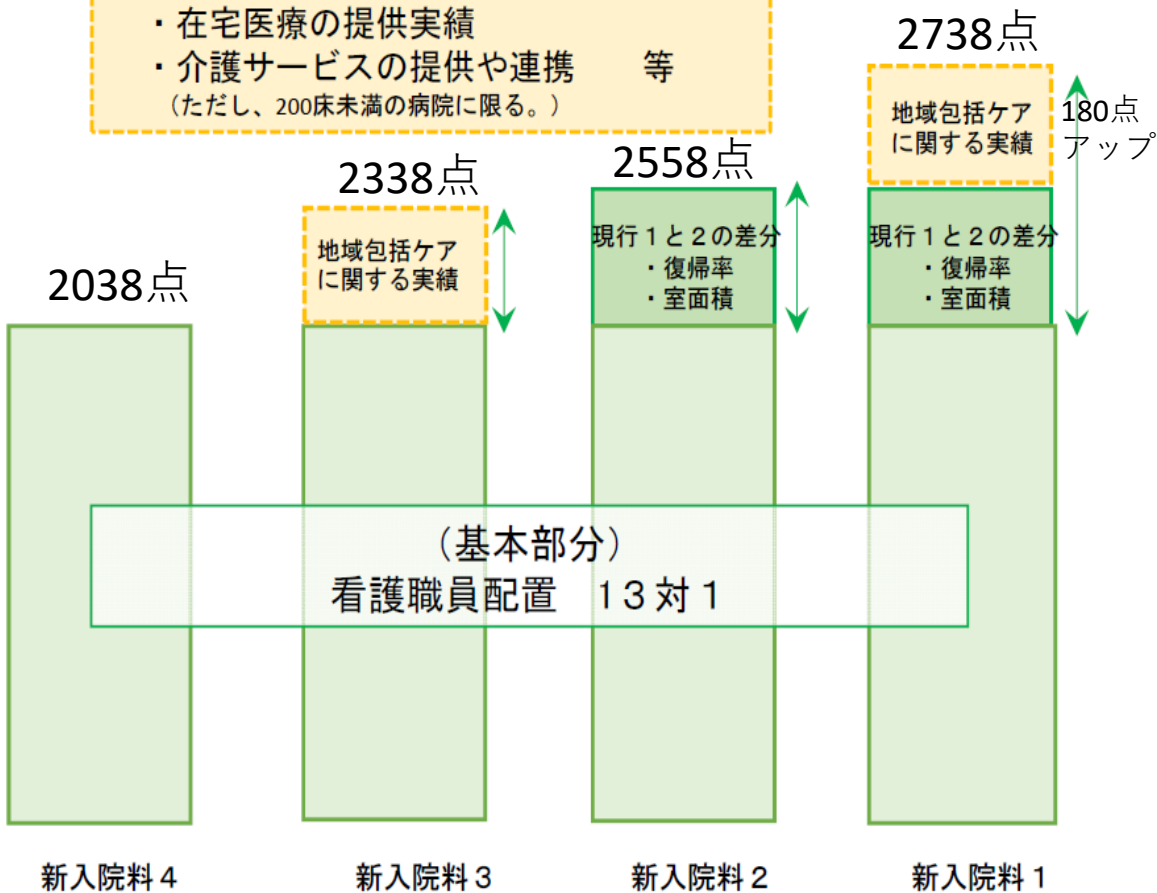 ・在宅医療の提供実績
・介護サービスの提供や連携　等
（ただし、200床未満の病院に限る。）
2738点
地域包括ケア
に関する実績
180点
アップ
2558点
2338点
現行１と２の差分
・復帰率
・室面積
現行１と２の差分
・復帰率
・室面積
地域包括ケア
に関する実績
2038点
（基本部分）
看護職員配置　１３対１
新入院料４
新入院料３
新入院料２
新入院料１